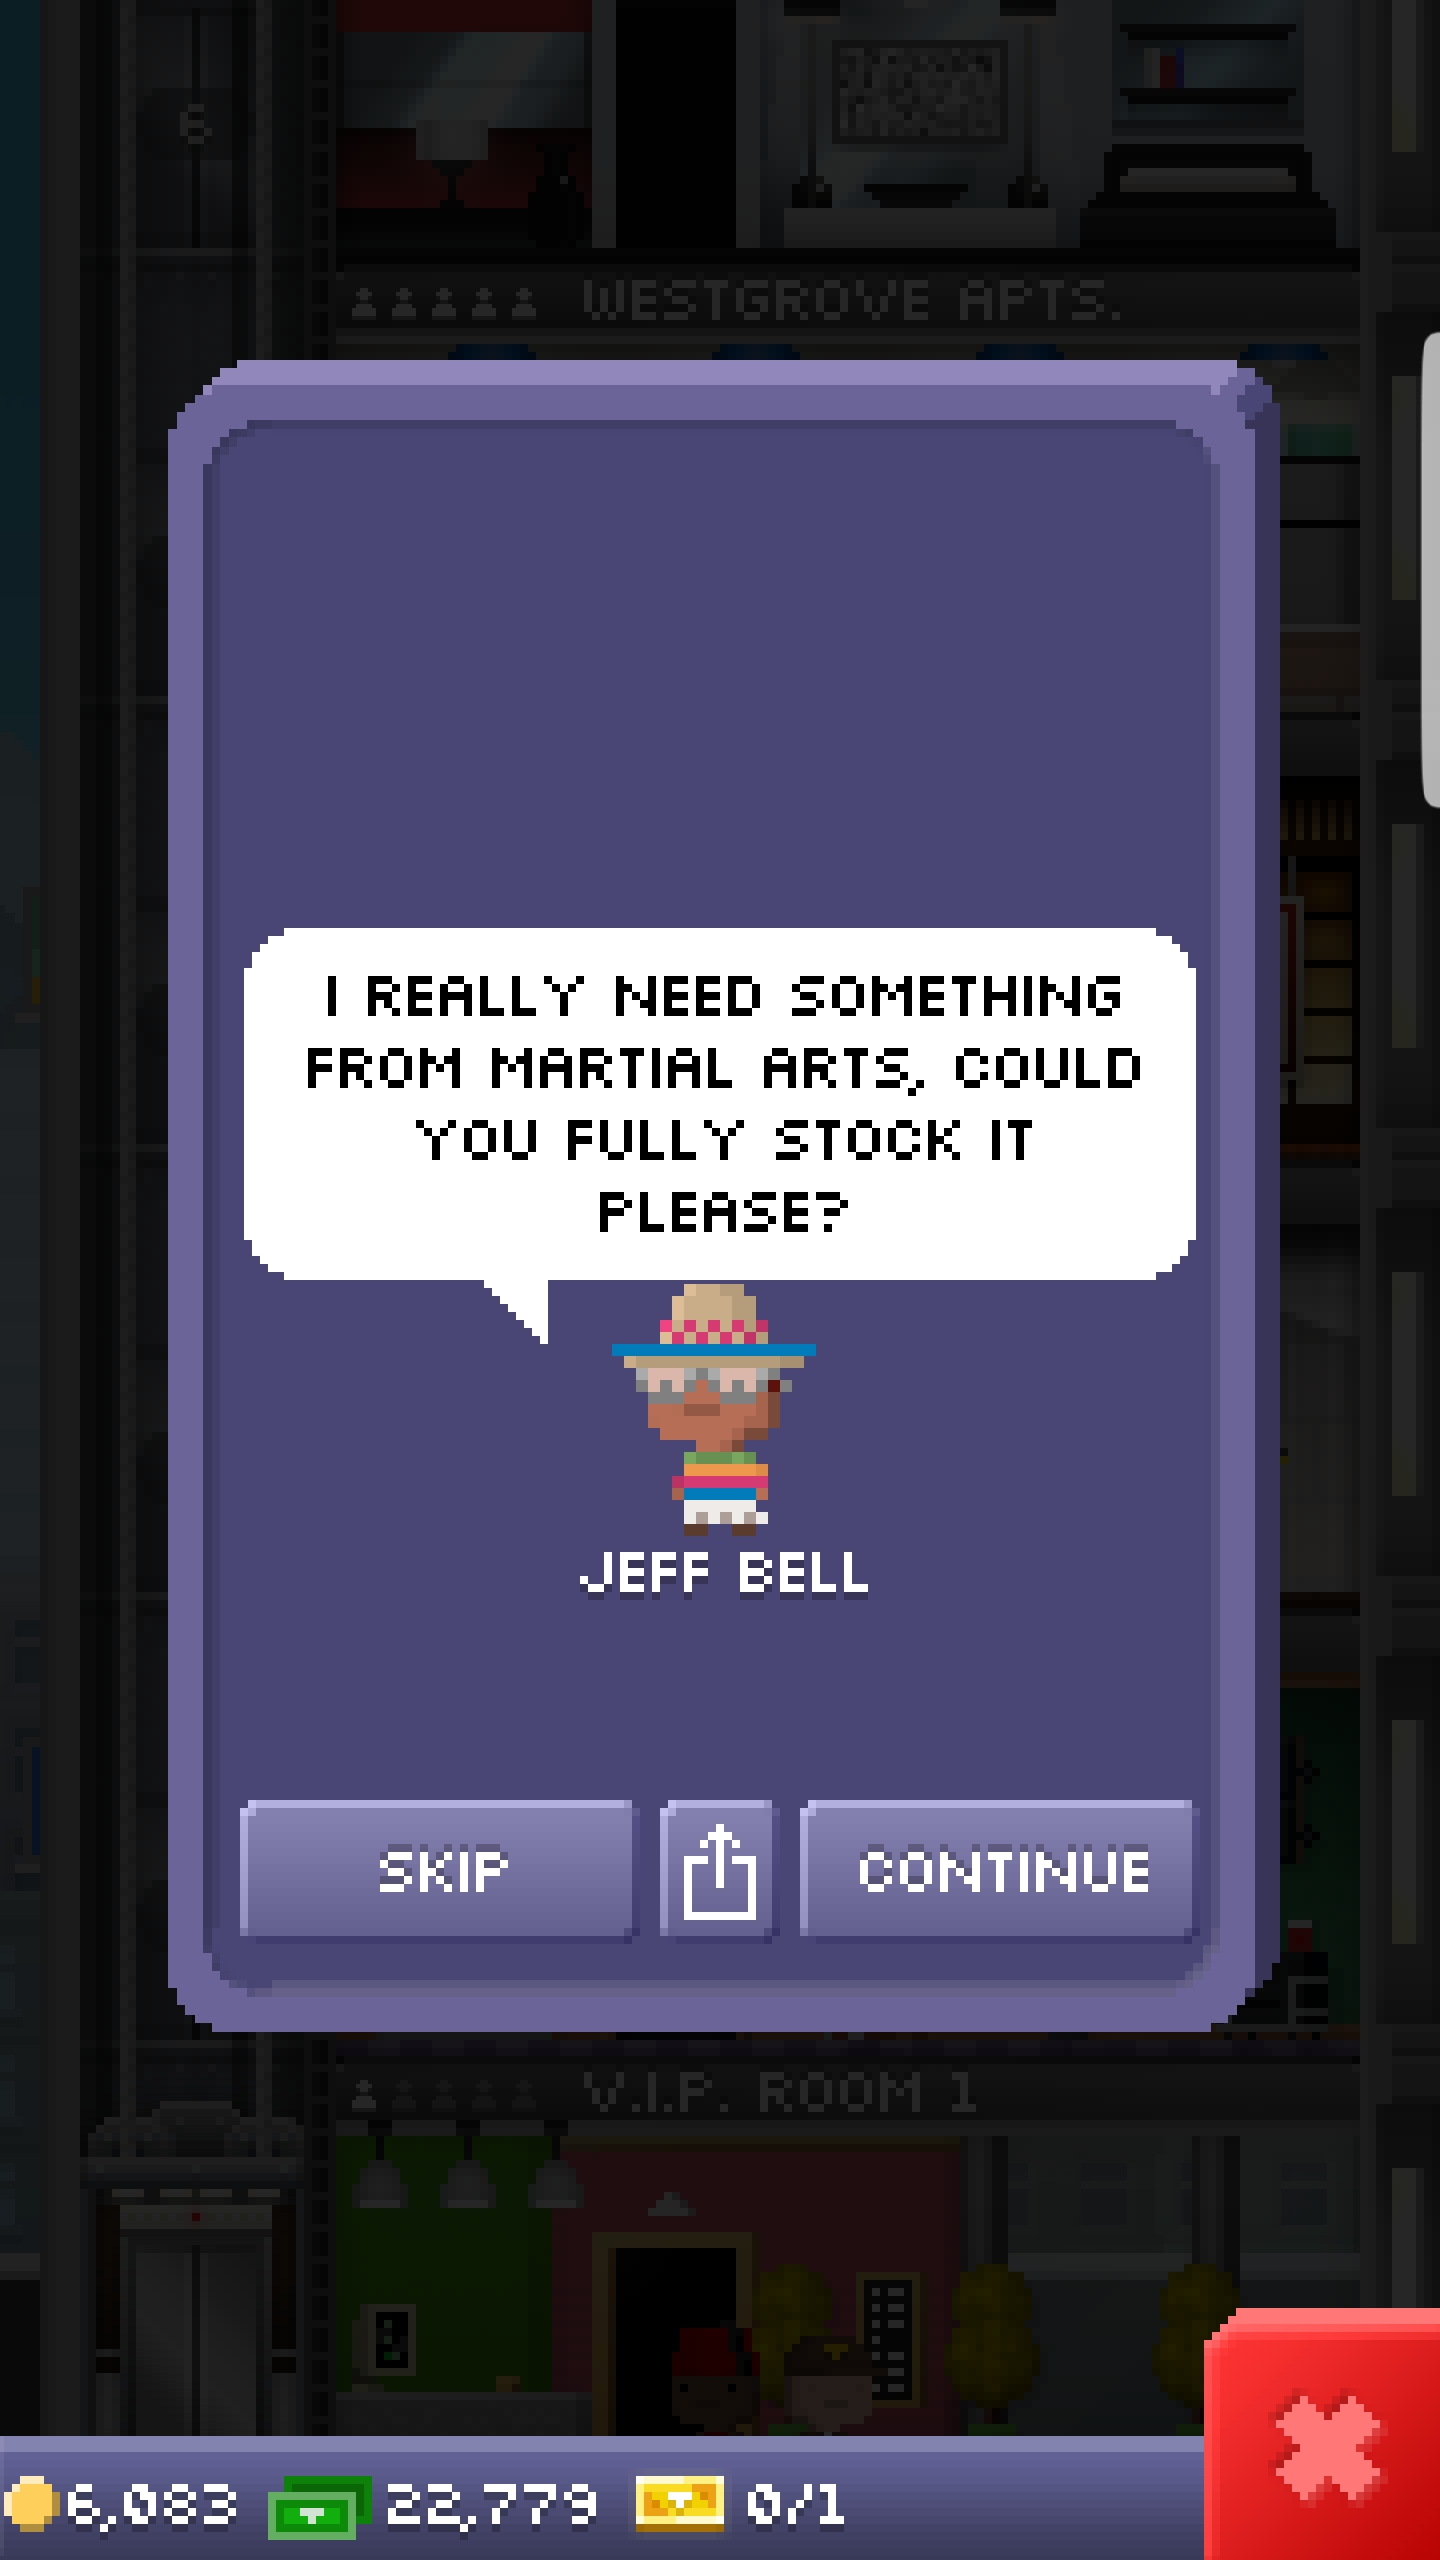 6
WESTGROVE APTS.
I REALLY NEED SOMETHING
FROM MARTIAL ARTS, COULD
YOU FULLY STOCK IT
PLEASE?
JEFF BELL
SKIP
CONTINUE
V.I.P. ROOM 1
6,083 22,779 0/1